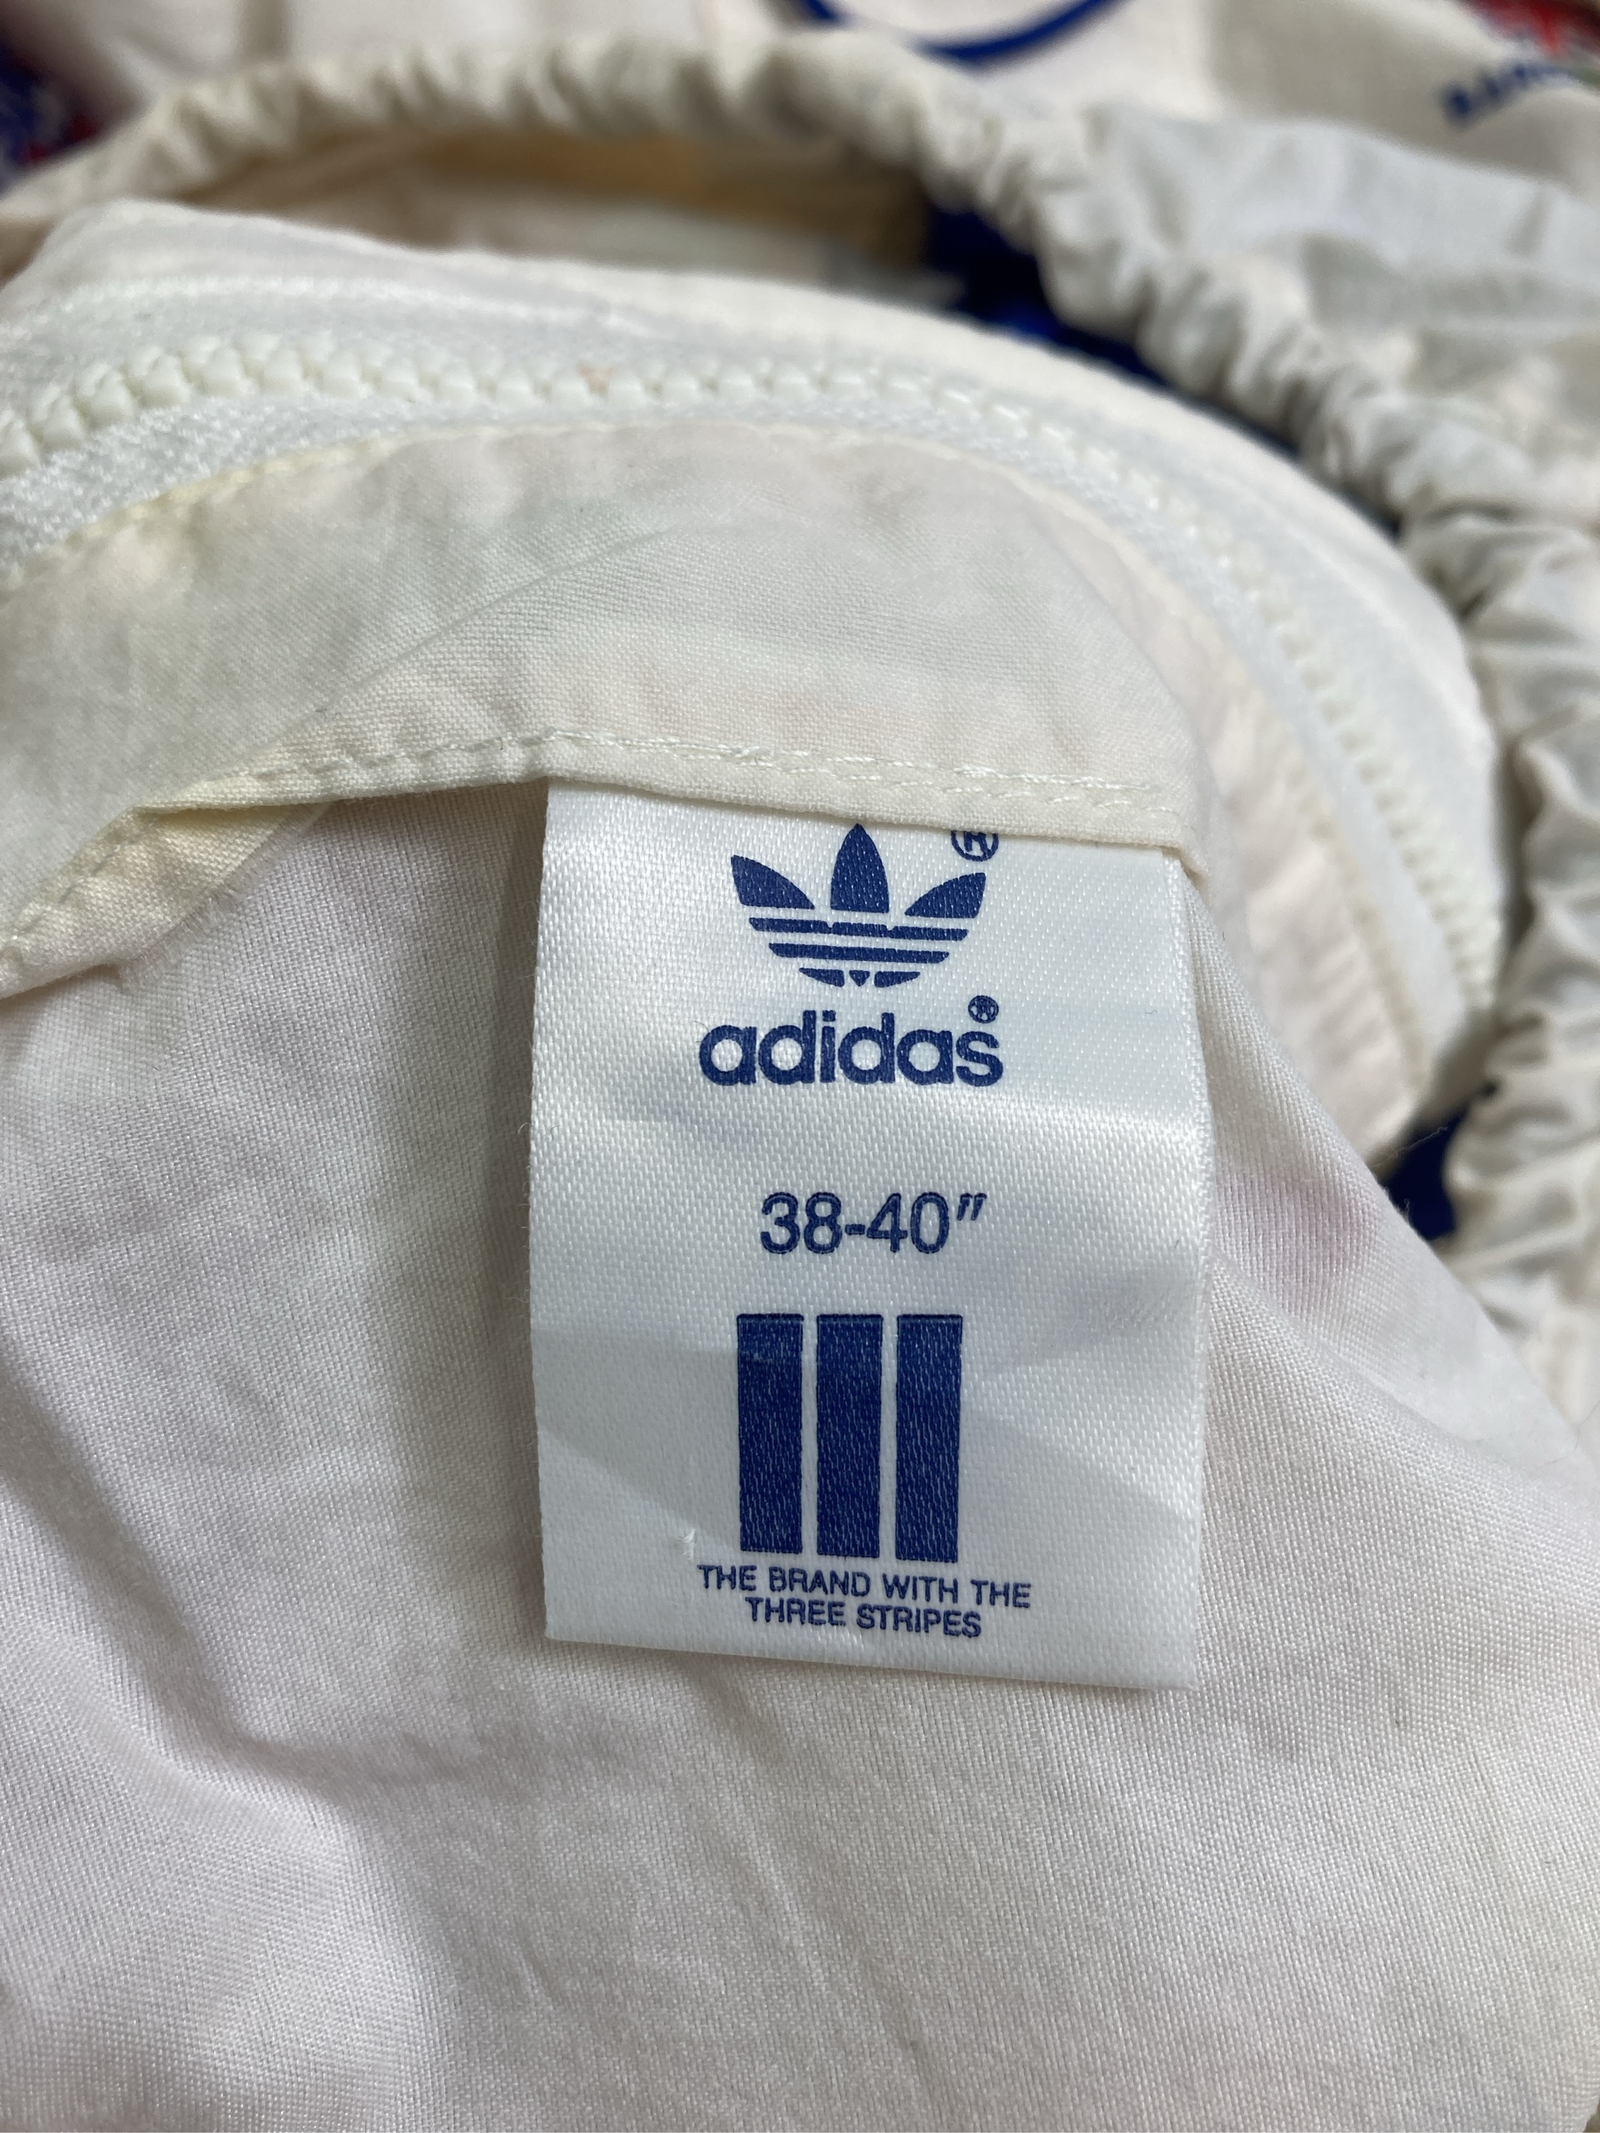 ®
adidas®
38-40″
THE BRAND WITH THE
THREE STRIPES